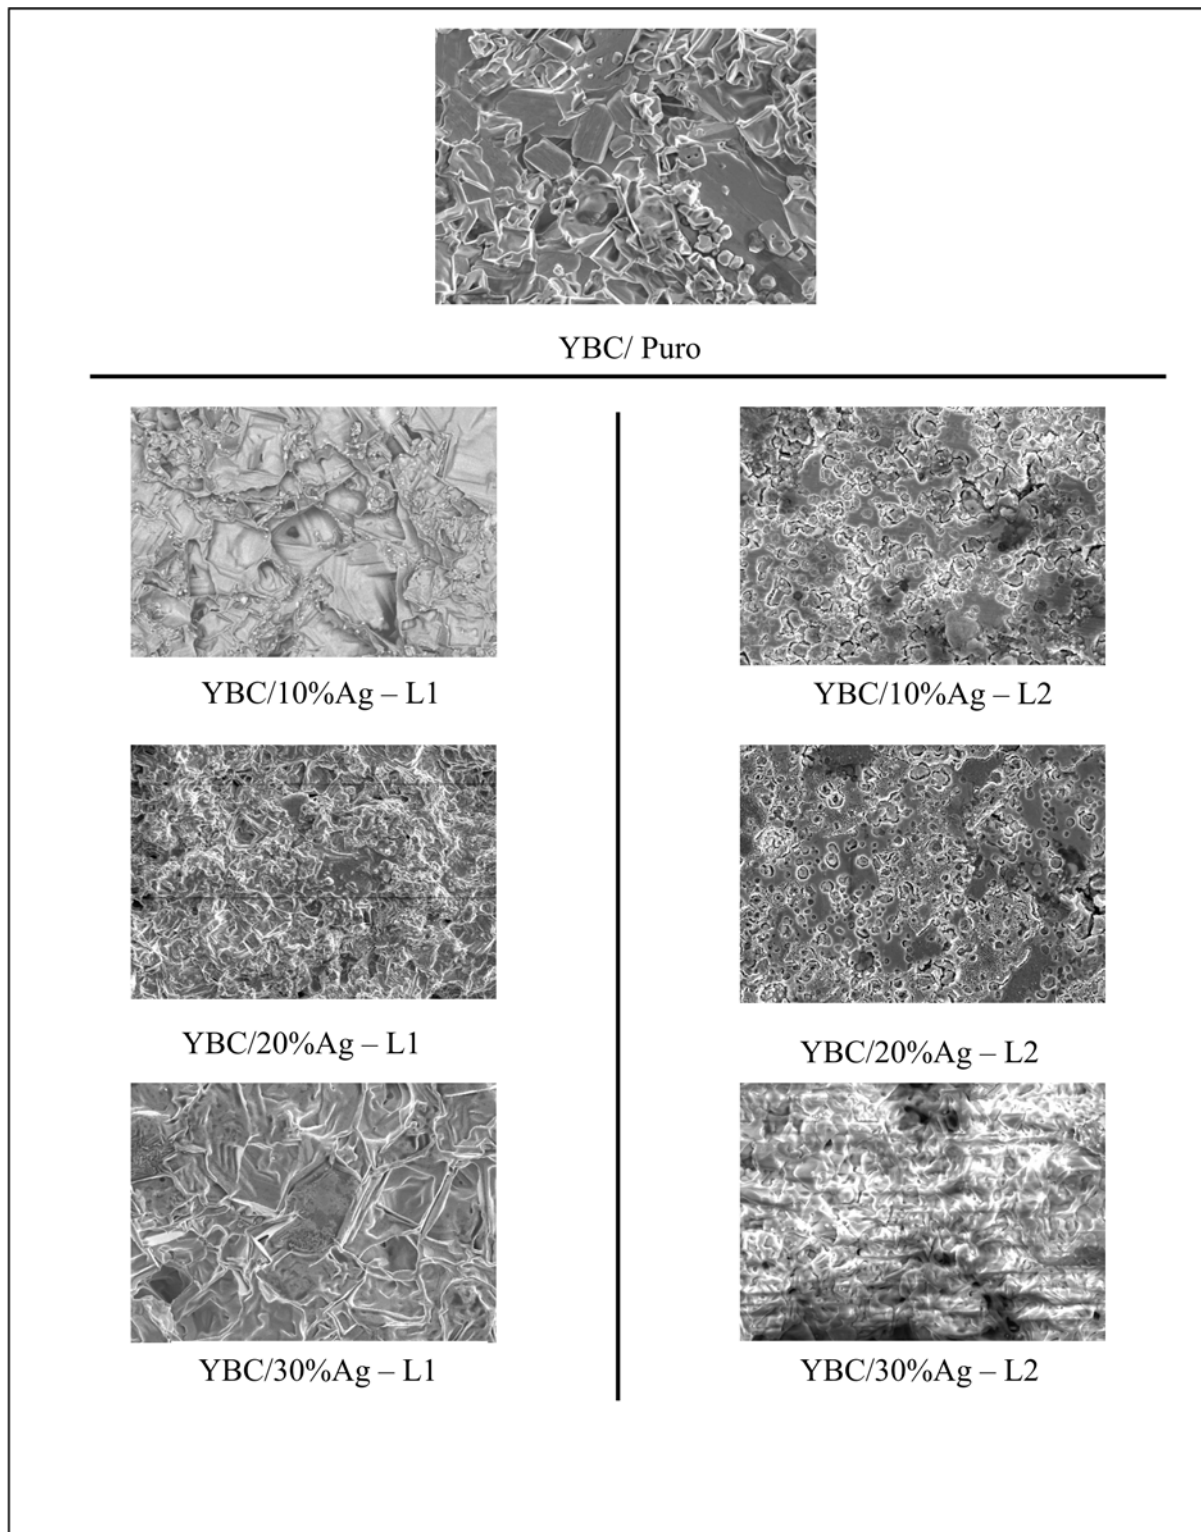 YBC/ Puro
YBC/10%Ag – L1
YBC/10%Ag – L2
YBC/20%Ag – L1
YBC/20%Ag – L2
YBC/30%Ag – L1
YBC/30%Ag – L2